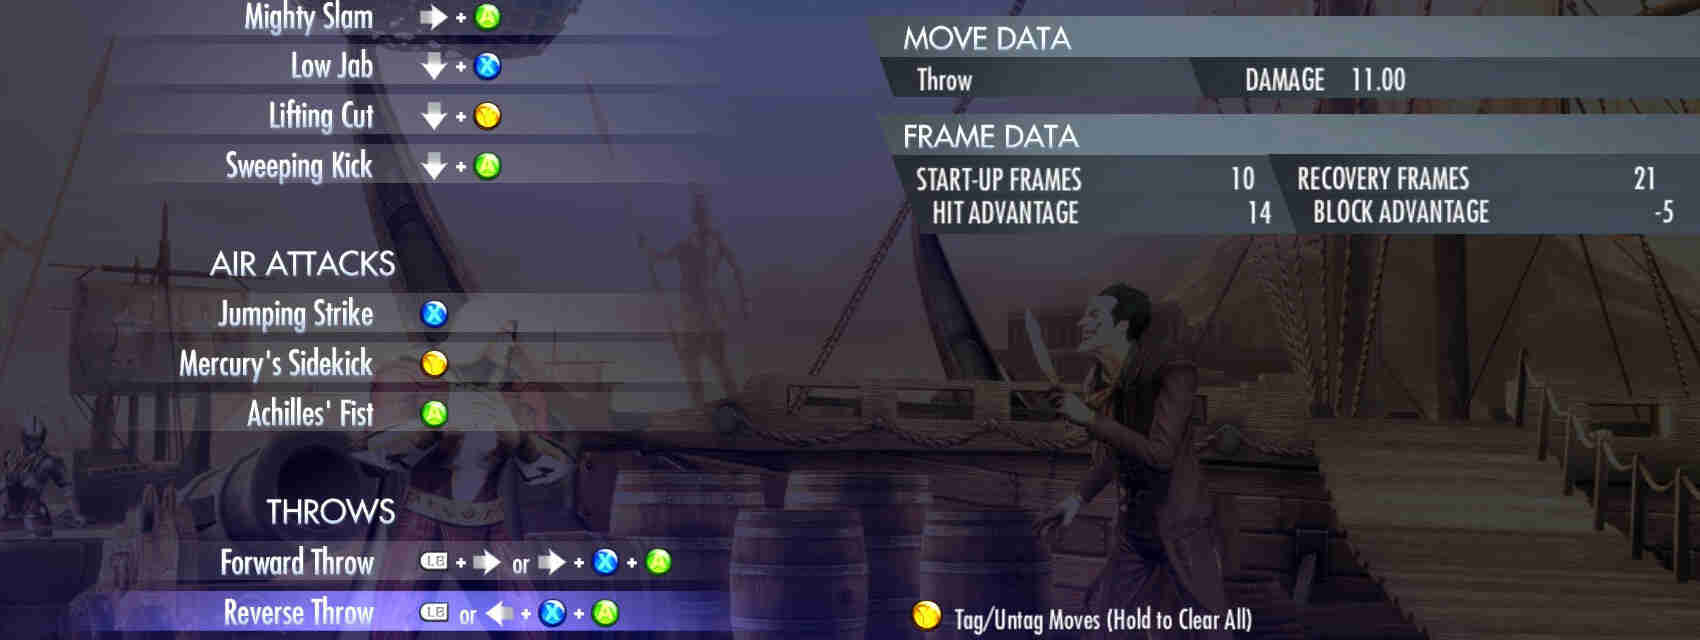 Mighty Slam + A
Low Jab + X
Lifting Cut + Y
Sweeping Kick + A
AIR ATTACKS
Jumping Strike X
Mercury's Sidekick Y
Achilles' Fist A
THROWS
Forward Throw LB + or + X + A
Reverse Throw LB or + X + A
MOVE DATA
Throw DAMAGE 11.00
FRAME DATA
START-UP FRAMES 10 RECOVERY FRAMES 21
HIT ADVANTAGE 14 BLOCK ADVANTAGE -5
Y Tag/Untag Moves (Hold to Clear All)